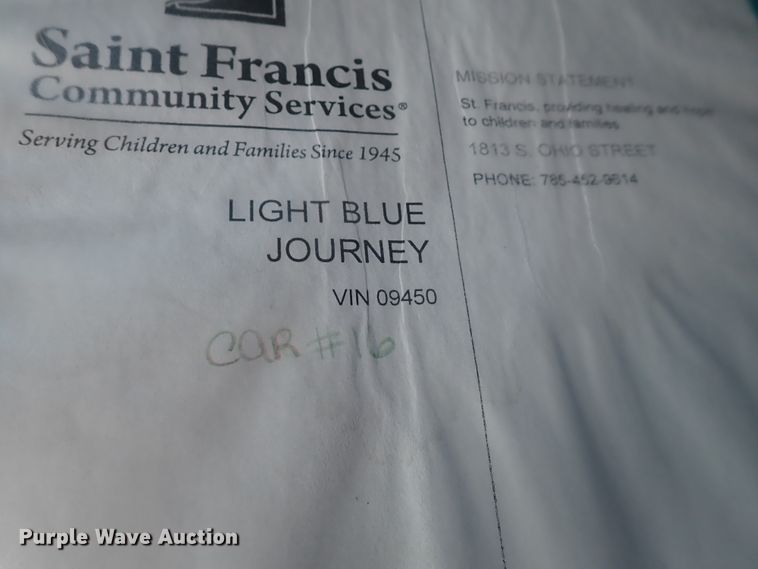 Saint Francis
Community Services®
Serving Children and Families Since 1945
LIGHT BLUE
JOURNEY
VIN 09450
CAR #16
MISSION STATEMENT
St. Francis, providing healing and hope
to children and families
1813 S. OHIO STREET
PHONE: 785-452-9614
Purple Wave Auction